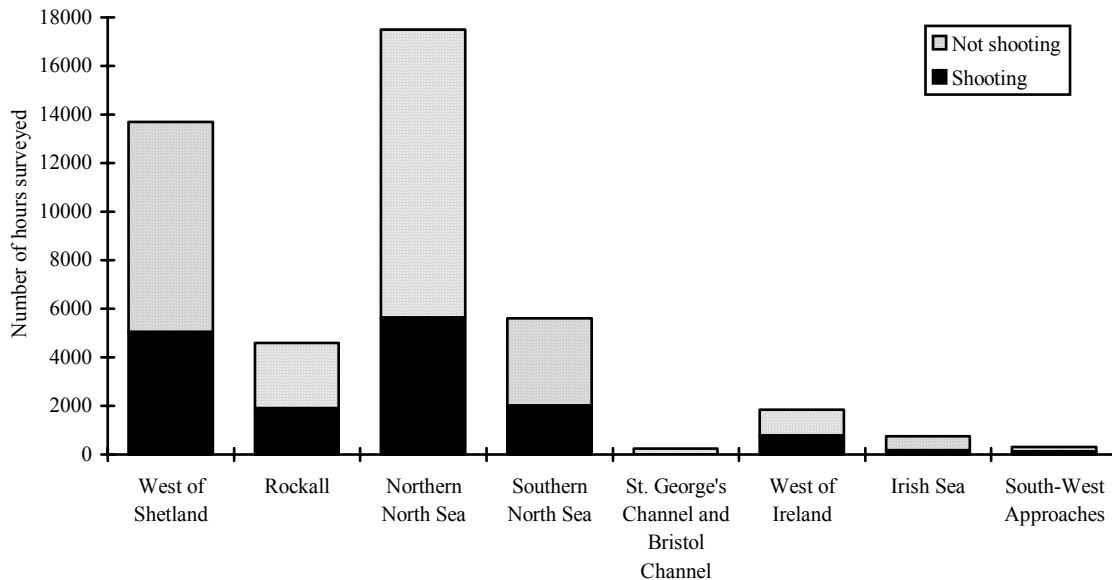 18000
16000
14000
12000
10000
8000
6000
4000
2000
0
Number of hours surveyed
Not shooting
Shooting
West of
Shetland
Rockall
Northern
North Sea
Southern
North Sea
St. George's
Channel and
Bristol
Channel
West of
Ireland
Irish Sea
South-West
Approaches